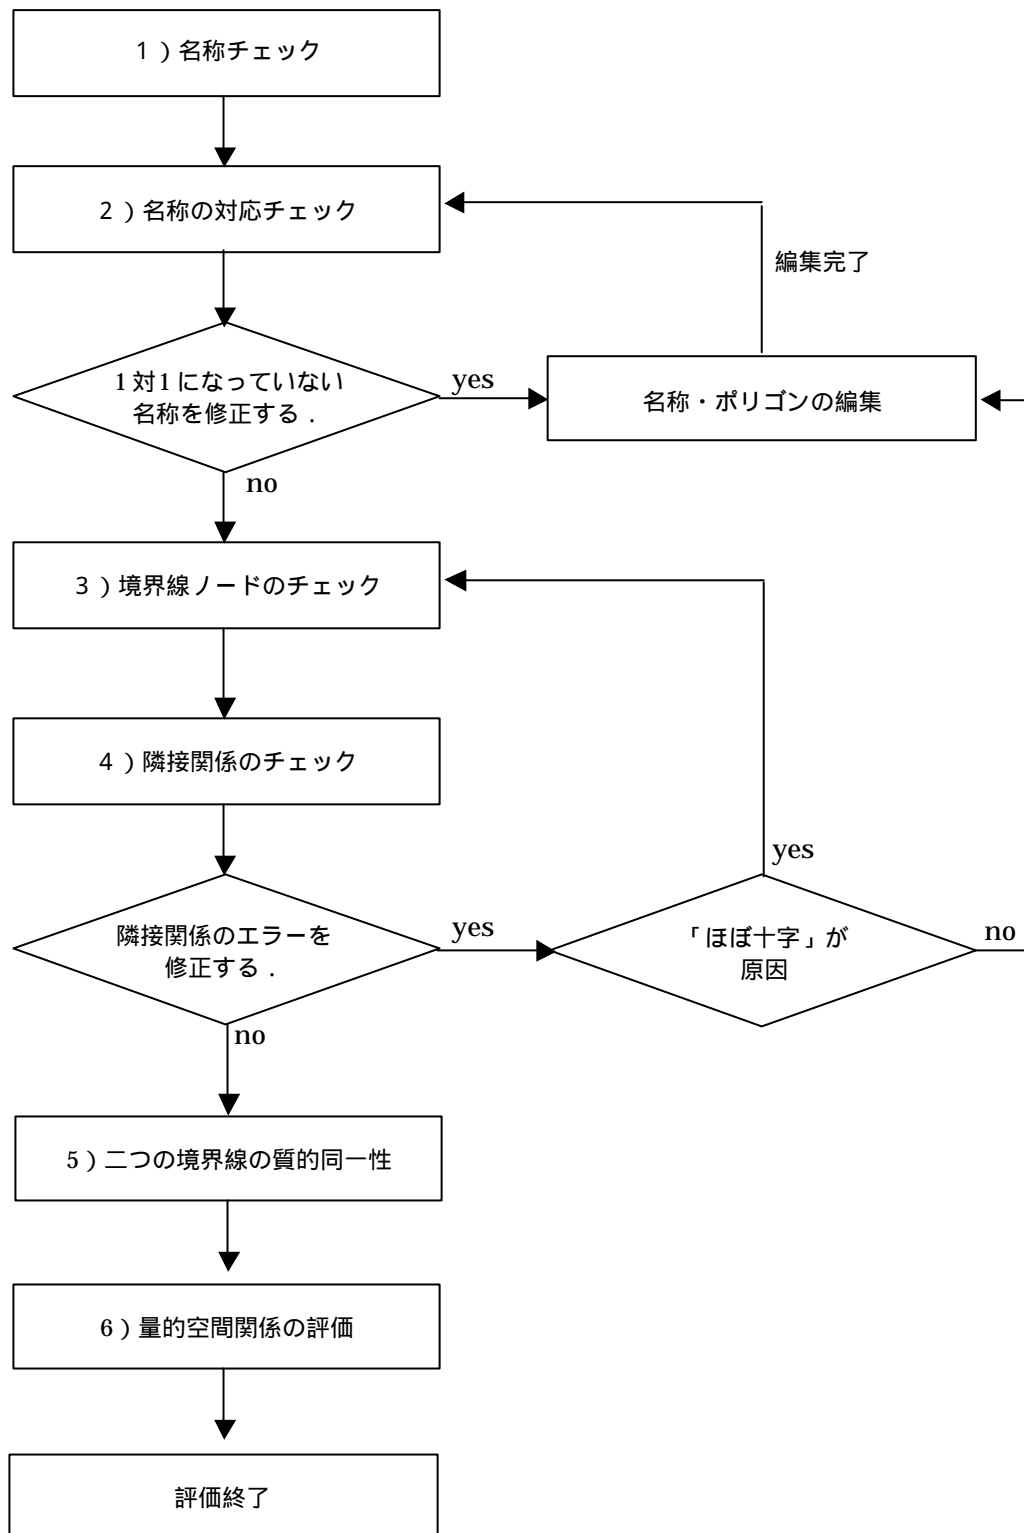 １）名称チェック
２）名称の対応チェック
編集完了
1対1になっていない
名称を修正する．
yes
名称・ポリゴンの編集
no
３）境界線ノードのチェック
４）隣接関係のチェック
yes
隣接関係のエラーを
修正する．
yes
「ほぼ十字」が
原因
no
no
5）二つの境界線の質的同一性
6）量的空間関係の評価
評価終了